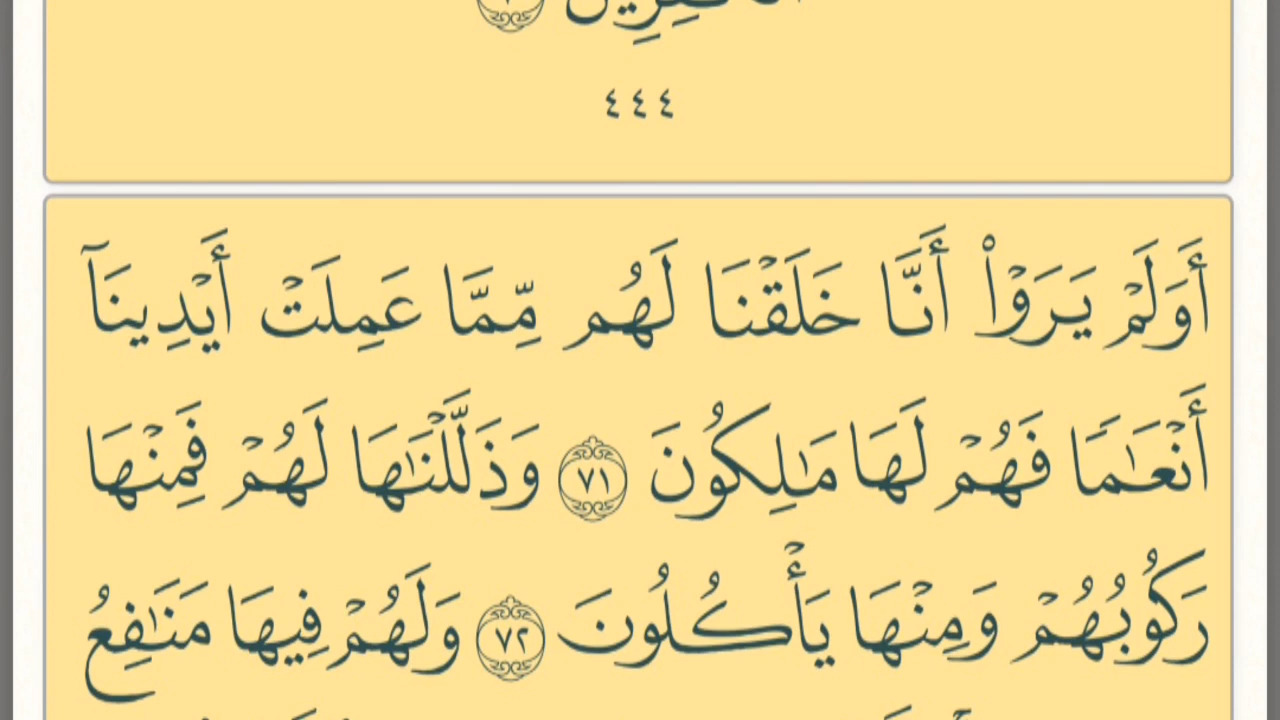 ٤٤٤
أَوَلَمْ يَرَوْا۟ أَنَّا خَلَقْنَا لَهُم مِّمَّا عَمِلَتْ أَيْدِينَآ
أَنْعَـٰمًا فَهُمْ لَهَا مَـٰلِكُونَ ٧١ وَذَلَّلْنَـٰهَا لَهُمْ فَمِنْهَا
رَكُوبُهُمْ وَمِنْهَا يَأْكُلُونَ ٧٢ وَلَهُمْ فِيهَا مَنَـٰفِعُ